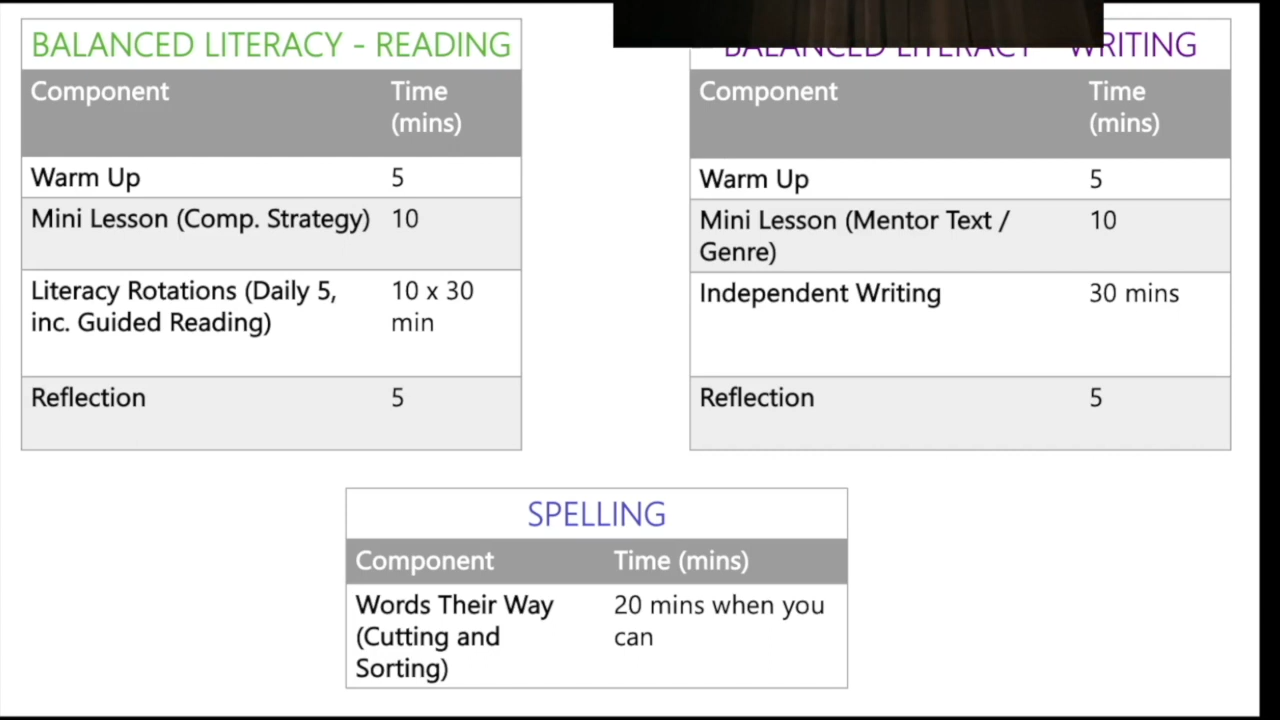 BALANCED LITERACY - READING
Component Time
(mins)
Warm Up 5
Mini Lesson (Comp. Strategy) 10
Literacy Rotations (Daily 5, 10 x 30
inc. Guided Reading) min
Reflection 5
BALANCED LITERACY - WRITING
Component Time
(mins)
Warm Up 5
Mini Lesson (Mentor Text / 10
Genre)
Independent Writing 30 mins
Reflection 5
SPELLING
Component Time (mins)
Words Their Way 20 mins when you
(Cutting and can
Sorting)